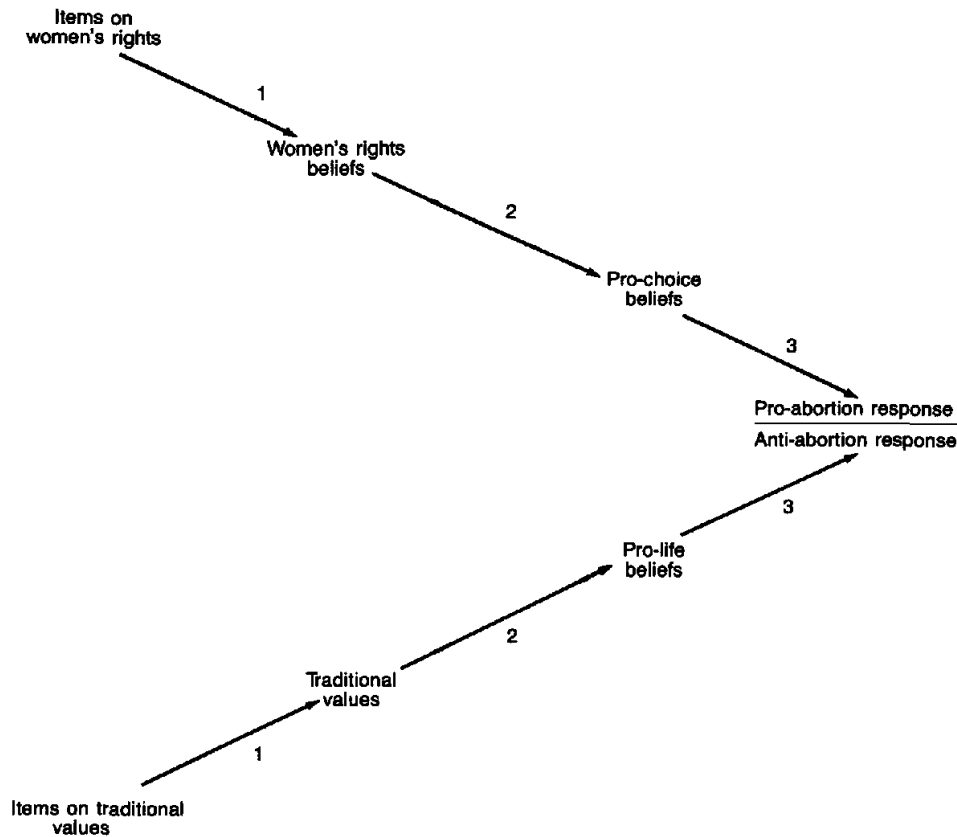 Items on
women's rights
1
Women's rights
beliefs
2
Pro-choice
beliefs
3
Pro-abortion response
Anti-abortion response
3
Pro-life
beliefs
2
Traditional
values
1
Items on traditional
values